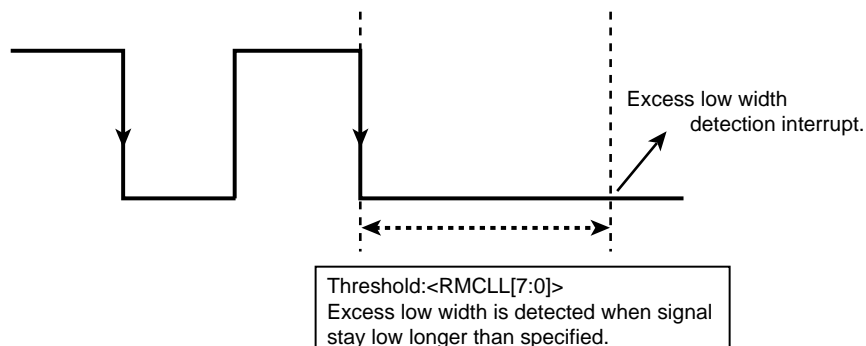 Excess low width
detection interrupt.
Threshold:<RMCLL[7:0]>
Excess low width is detected when signal
stay low longer than specified.